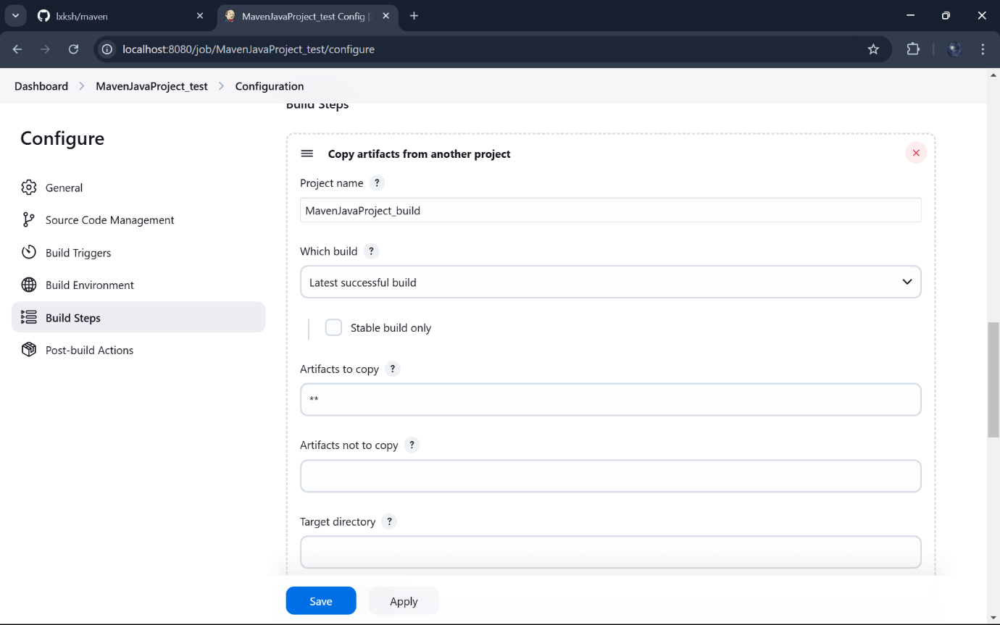 lxksh/maven
MavenJavaProject_test Config [
localhost:8080/job/MavenJavaProject_test/configure
Dashboard > MavenJavaProject_test > Configuration
Configure
General
Source Code Management
Build Triggers
Build Environment
Build Steps
Post-build Actions
Build Steps
Copy artifacts from another project
Project name ?
MavenJavaProject_build
Which build ?
Latest successful build
Stable build only
Artifacts to copy ?
**
Artifacts not to copy ?
Target directory ?
Save Apply